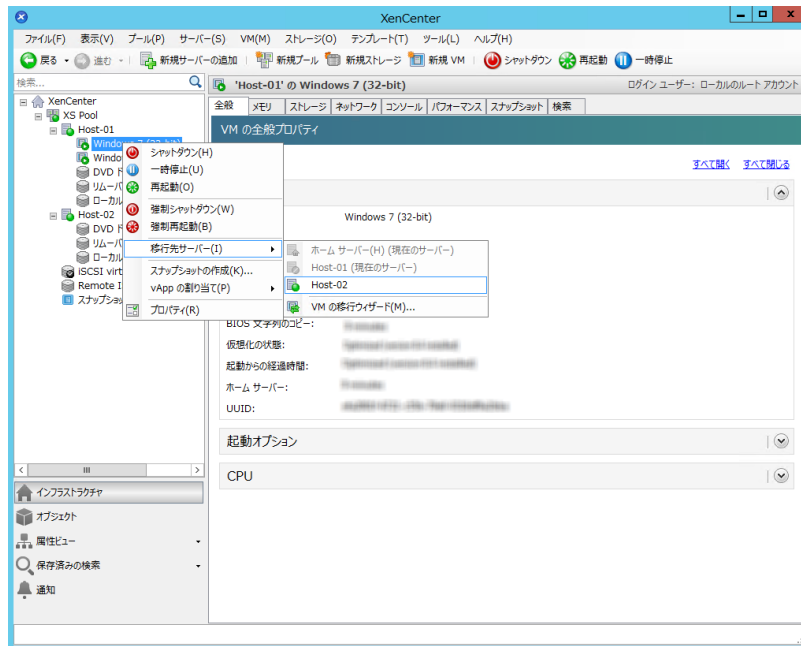 XenCenter
ファイル(F) 表示(V) プール(P) サーバー(S) VM(M) ストレージ(O) テンプレート(T) ツール(L) ヘルプ(H)
戻る 進む 新規サーバーの追加 新規プール 新規ストレージ 新規 VM シャットダウン 再起動 一時停止
検索...
'Host-01' の Windows 7 (32-bit) ログイン ユーザー: ローカルのルート アカウント
XenCenter
XS Pool
Host-01
Windows 7 (32-bit)
Windo
DVD ド
リムーバ
ローカル
Host-02
DVD ド
リムーバ
ローカル
iSCSI virt
Remote I
スナップショ
全般 メモリ ストレージ ネットワーク コンソール パフォーマンス スナップショット 検索
VM の全般プロパティ
すべて開く すべて閉じる
Windows 7 (32-bit)
シャットダウン(H)
一時停止(U)
再起動(O)
強制シャットダウン(W)
強制再起動(B)
移行先サーバー(I)
スナップショットの作成(K)...
vApp の割り当て(P)
プロパティ(R)
ホーム サーバー(H) (現在のサーバー)
Host-01 (現在のサーバー)
Host-02
VM の移行ウィザード(M)...
BIOS 文字列のコピー:
仮想化の状態:
起動からの経過時間:
ホーム サーバー:
UUID:
起動オプション
CPU
インフラストラクチャ
オブジェクト
属性ビュー
保存済みの検索
通知